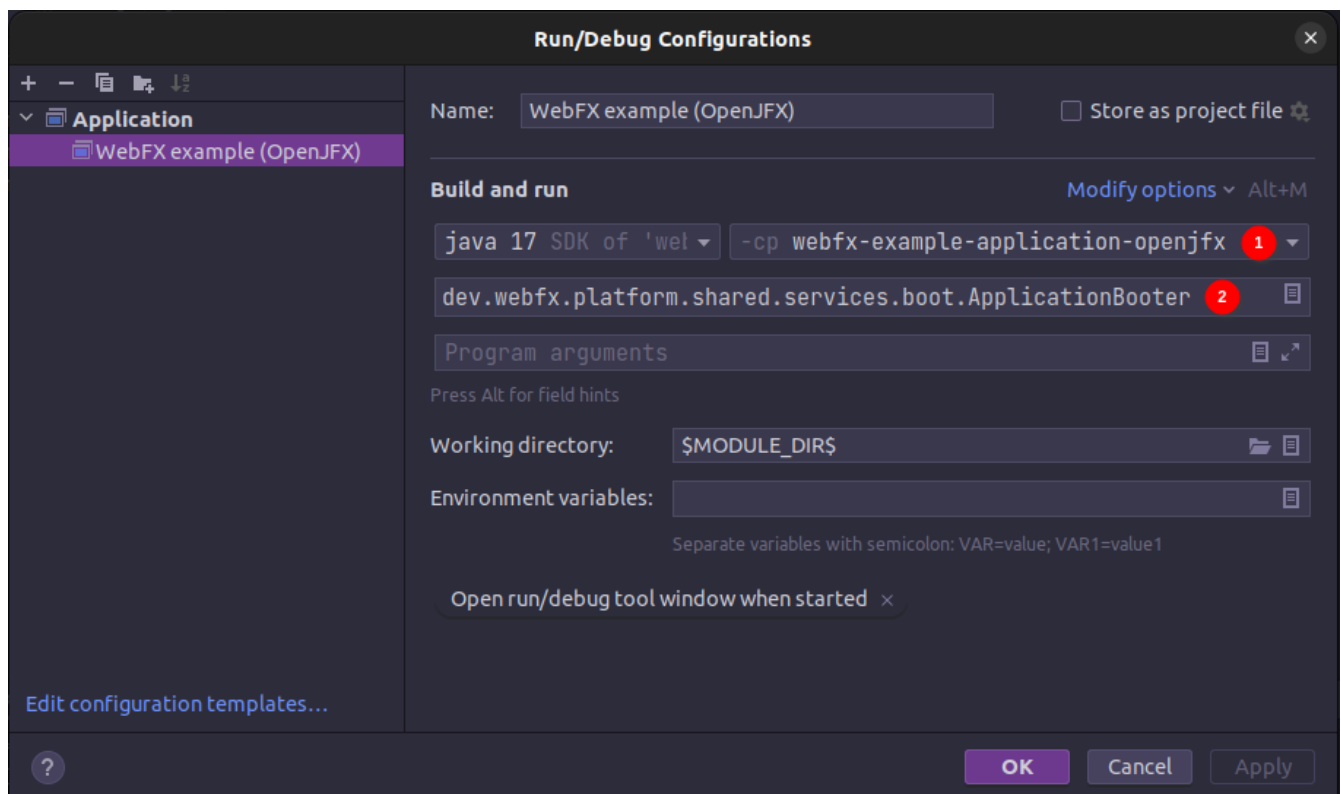 Run/Debug Configurations
Application
WebFX example (OpenJFX)
Edit configuration templates...
Name: WebFX example (OpenJFX) Store as project file
Build and run Modify options Alt+M
java 17 SDK of 'wel -cp webfx-example-application-openjfx 1
dev.webfx.platform.shared.services.boot.ApplicationBooter 2
Program arguments
Press Alt for field hints
Working directory: $MODULE_DIR$
Environment variables:
Separate variables with semicolon: VAR=value; VAR1=value1
Open run/debug tool window when started ×
? OK Cancel Apply